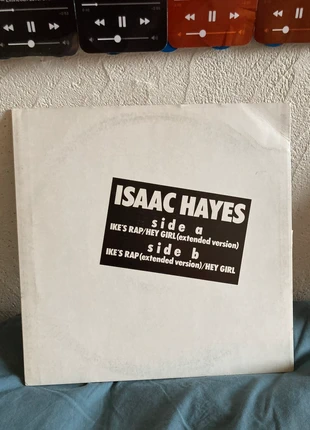 ISAAC HAYES
side a
IKE'S RAP/HEY GIRL(extended version)
side b
IKE'S RAP(extended version)/HEY GIRL